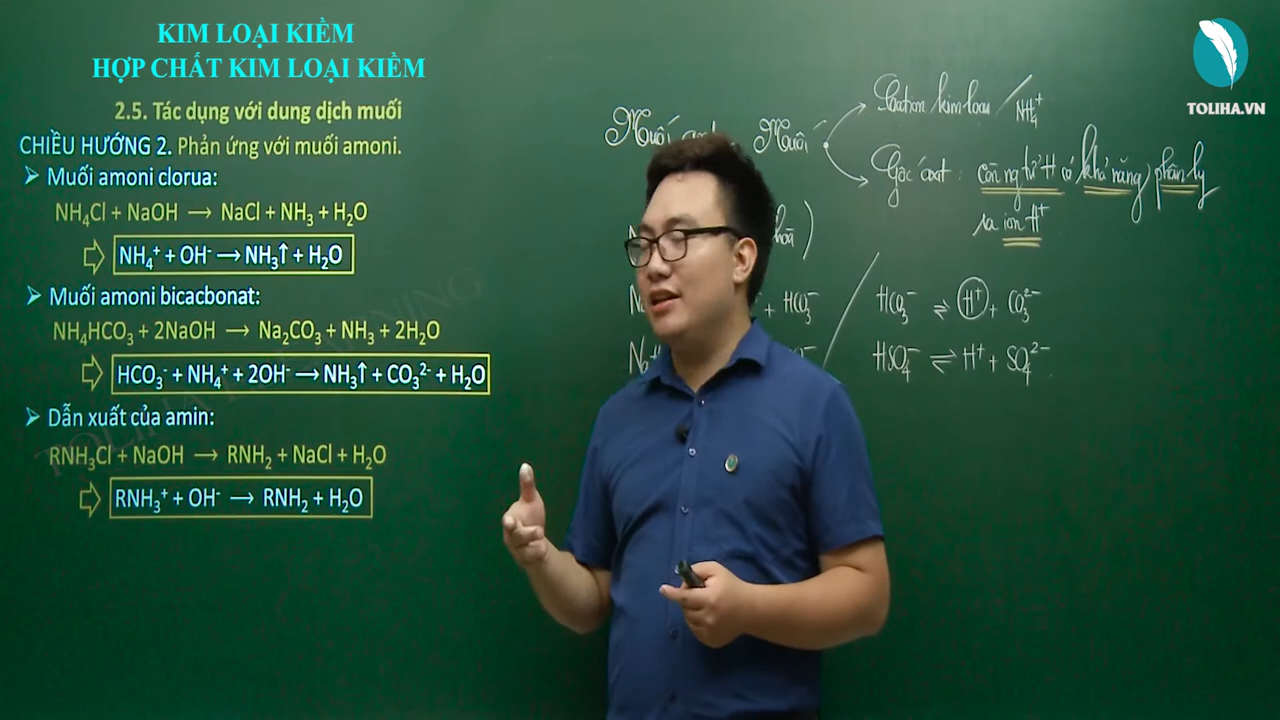 KIM LOẠI KIỀM
HỢP CHẤT KIM LOẠI KIỀM
2.5. Tác dụng với dung dịch muối
CHIỀU HƯỚNG 2. Phản ứng với muối amoni.
➢ Muối amoni clorua:
NH₄Cl + NaOH → NaCl + NH₃ + H₂O
NH₄⁺ + OH⁻ → NH₃↑ + H₂O
➢ Muối amoni bicacbonat:
NH₄HCO₃ + 2NaOH → Na₂CO₃ + NH₃ + 2H₂O
HCO₃⁻ + NH₄⁺ + 2OH⁻ → NH₃↑ + CO₃²⁻ + H₂O
➢ Dẫn xuất của amin:
RNH₃Cl + NaOH → RNH₂ + NaCl + H₂O
RNH₃⁺ + OH⁻ → RNH₂ + H₂O
TOLIHA.VN
Cation kim loại / NH₄⁺
Muối Muối
Gốc axit : còn ng tử H có khả năng phân ly
ra ion H⁺
+ HCO₃⁻
HCO₃⁻ ⇌ H⁺ + CO₃²⁻
HSO₄⁻ ⇌ H⁺ + SO₄²⁻